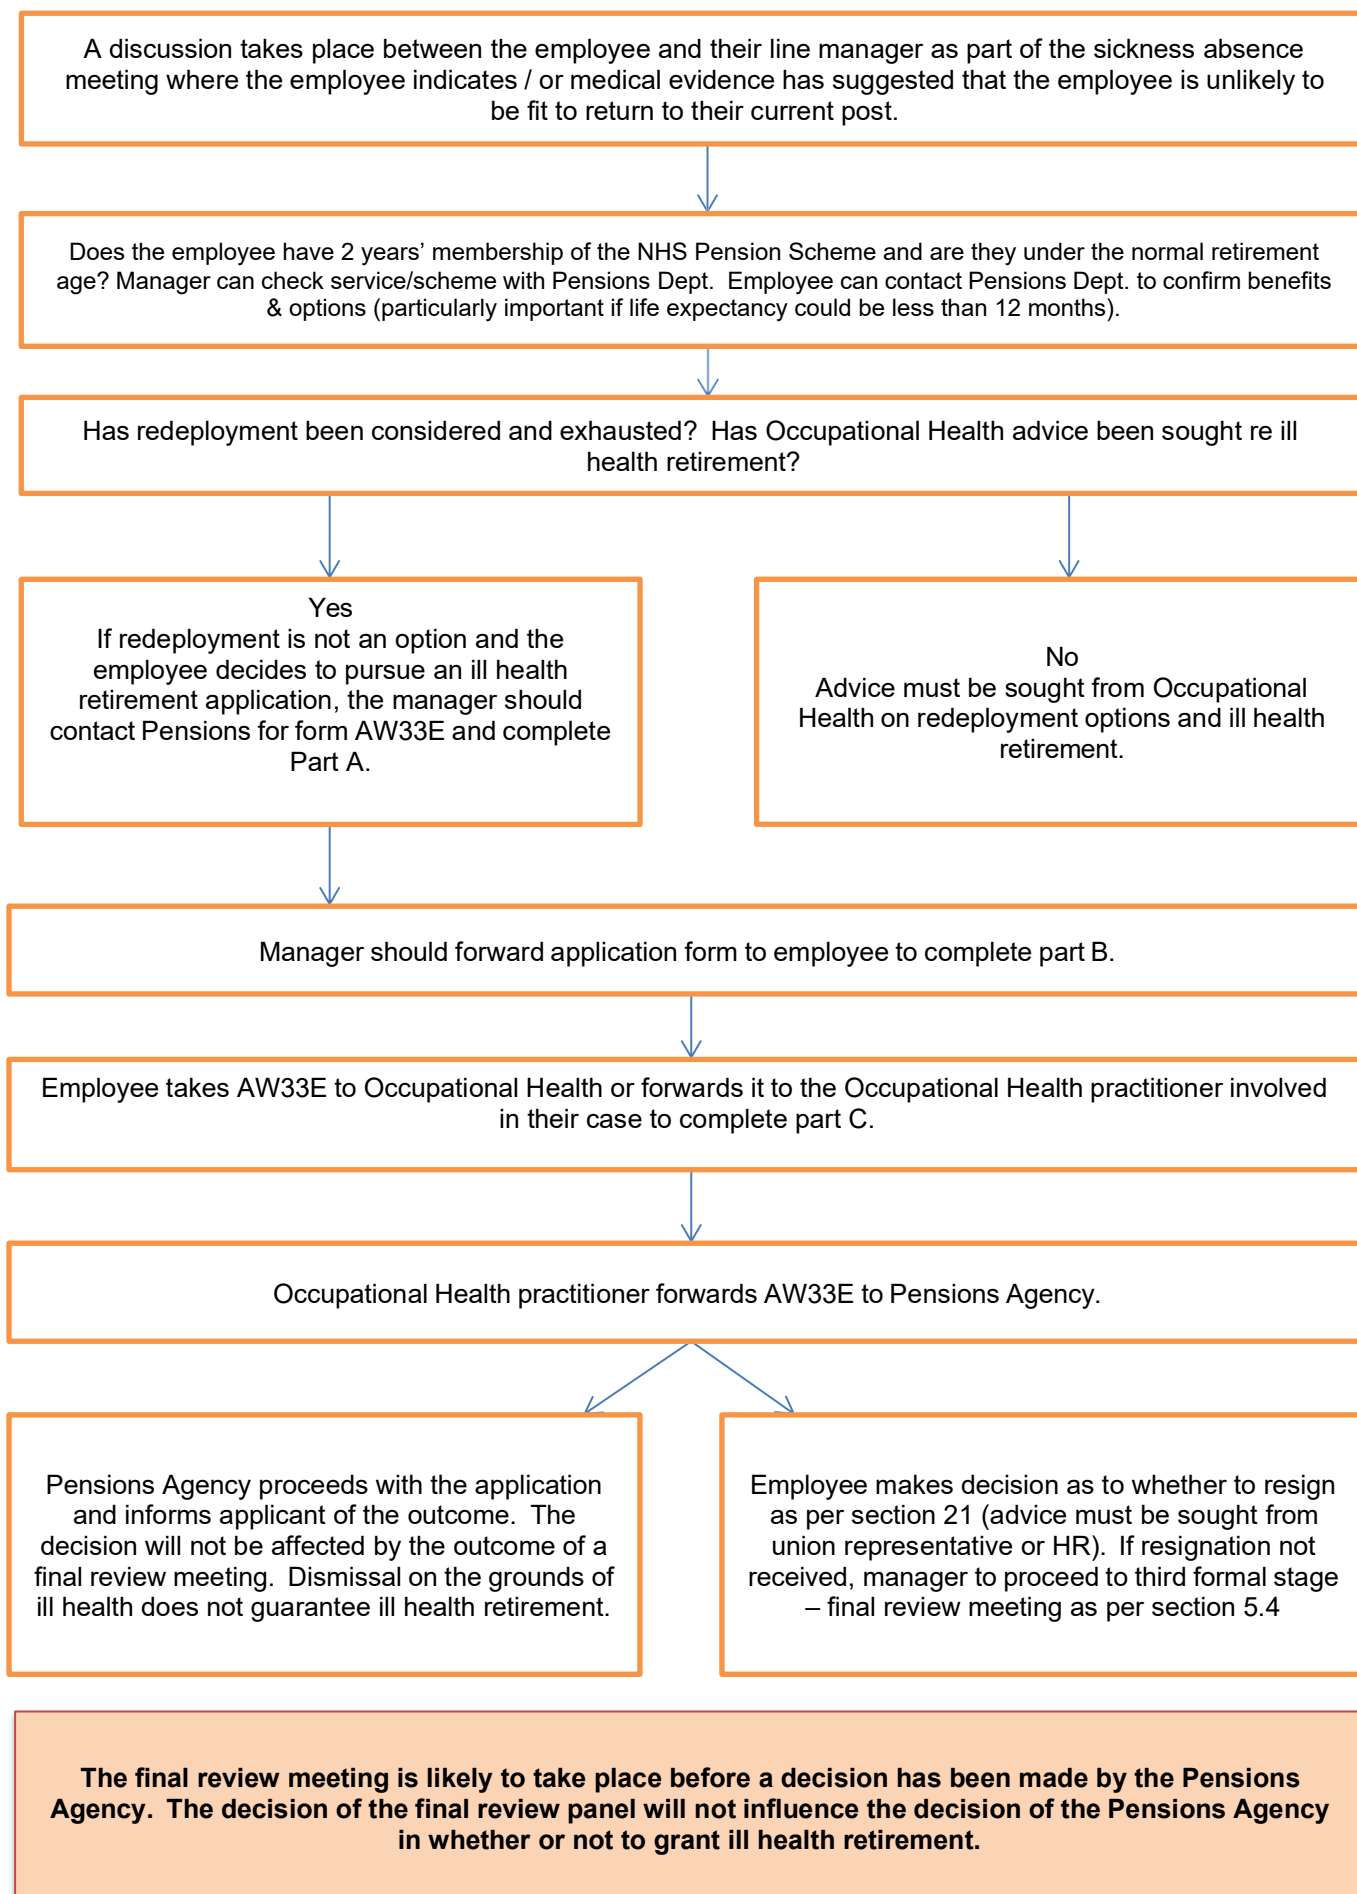 A discussion takes place between the employee and their line manager as part of the sickness absence
meeting where the employee indicates / or medical evidence has suggested that the employee is unlikely to
be fit to return to their current post.
Does the employee have 2 years’ membership of the NHS Pension Scheme and are they under the normal retirement
age? Manager can check service/scheme with Pensions Dept. Employee can contact Pensions Dept. to confirm benefits
& options (particularly important if life expectancy could be less than 12 months).
Has redeployment been considered and exhausted? Has Occupational Health advice been sought re ill
health retirement?
Yes
If redeployment is not an option and the
employee decides to pursue an ill health
retirement application, the manager should
contact Pensions for form AW33E and complete
Part A.
No
Advice must be sought from Occupational
Health on redeployment options and ill health
retirement.
Manager should forward application form to employee to complete part B.
Employee takes AW33E to Occupational Health or forwards it to the Occupational Health practitioner involved
in their case to complete part C.
Occupational Health practitioner forwards AW33E to Pensions Agency.
Pensions Agency proceeds with the application
and informs applicant of the outcome. The
decision will not be affected by the outcome of a
final review meeting. Dismissal on the grounds of
ill health does not guarantee ill health retirement.
Employee makes decision as to whether to resign
as per section 21 (advice must be sought from
union representative or HR). If resignation not
received, manager to proceed to third formal stage
– final review meeting as per section 5.4
The final review meeting is likely to take place before a decision has been made by the Pensions
Agency. The decision of the final review panel will not influence the decision of the Pensions Agency
in whether or not to grant ill health retirement.